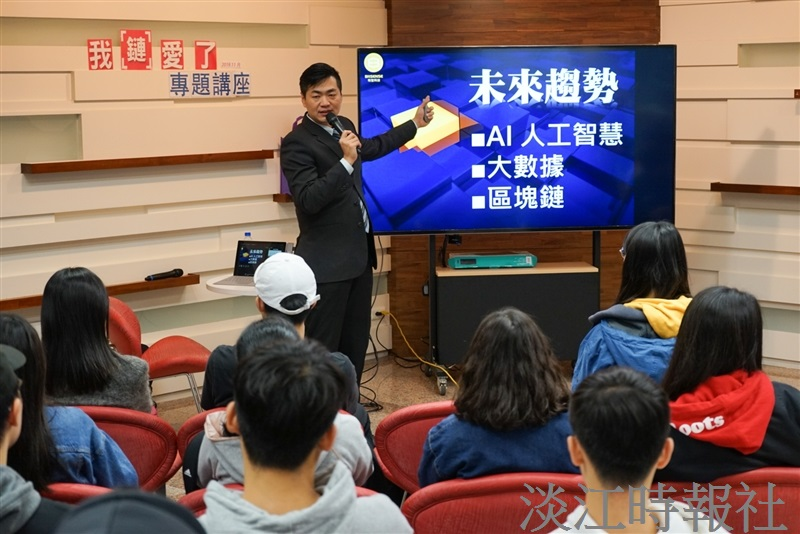 我[鏈]愛了
專題講座
未來趨勢
■AI 人工智慧
■大數據
■區塊鏈
Roots
淡江時報社